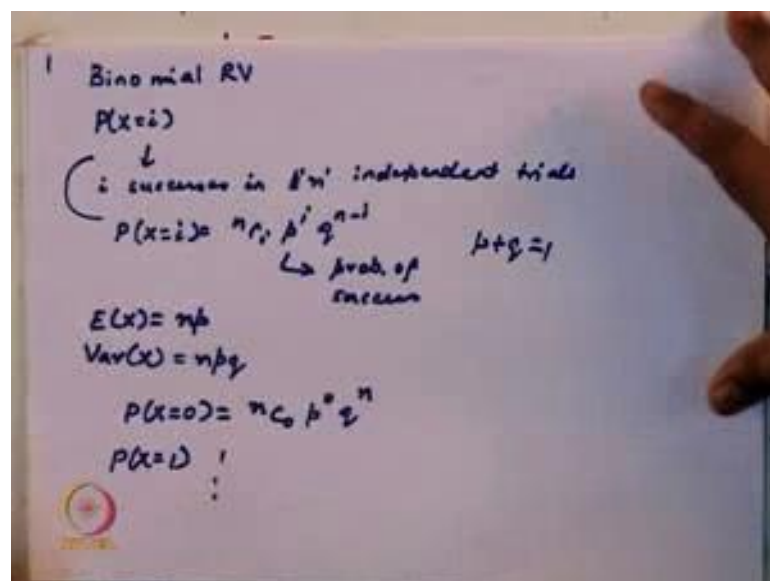 1 Binomial RV
P(X=i)
↓
i successes in 'n' independent trials
P(X=i) = ⁿCᵢ pⁱ qⁿ⁻ⁱ
p+q=1
↳ prob. of
success
E(X) = np
Var(X) = npq
P(X=0) = ⁿC₀ p⁰ qⁿ
P(X=1) :
: